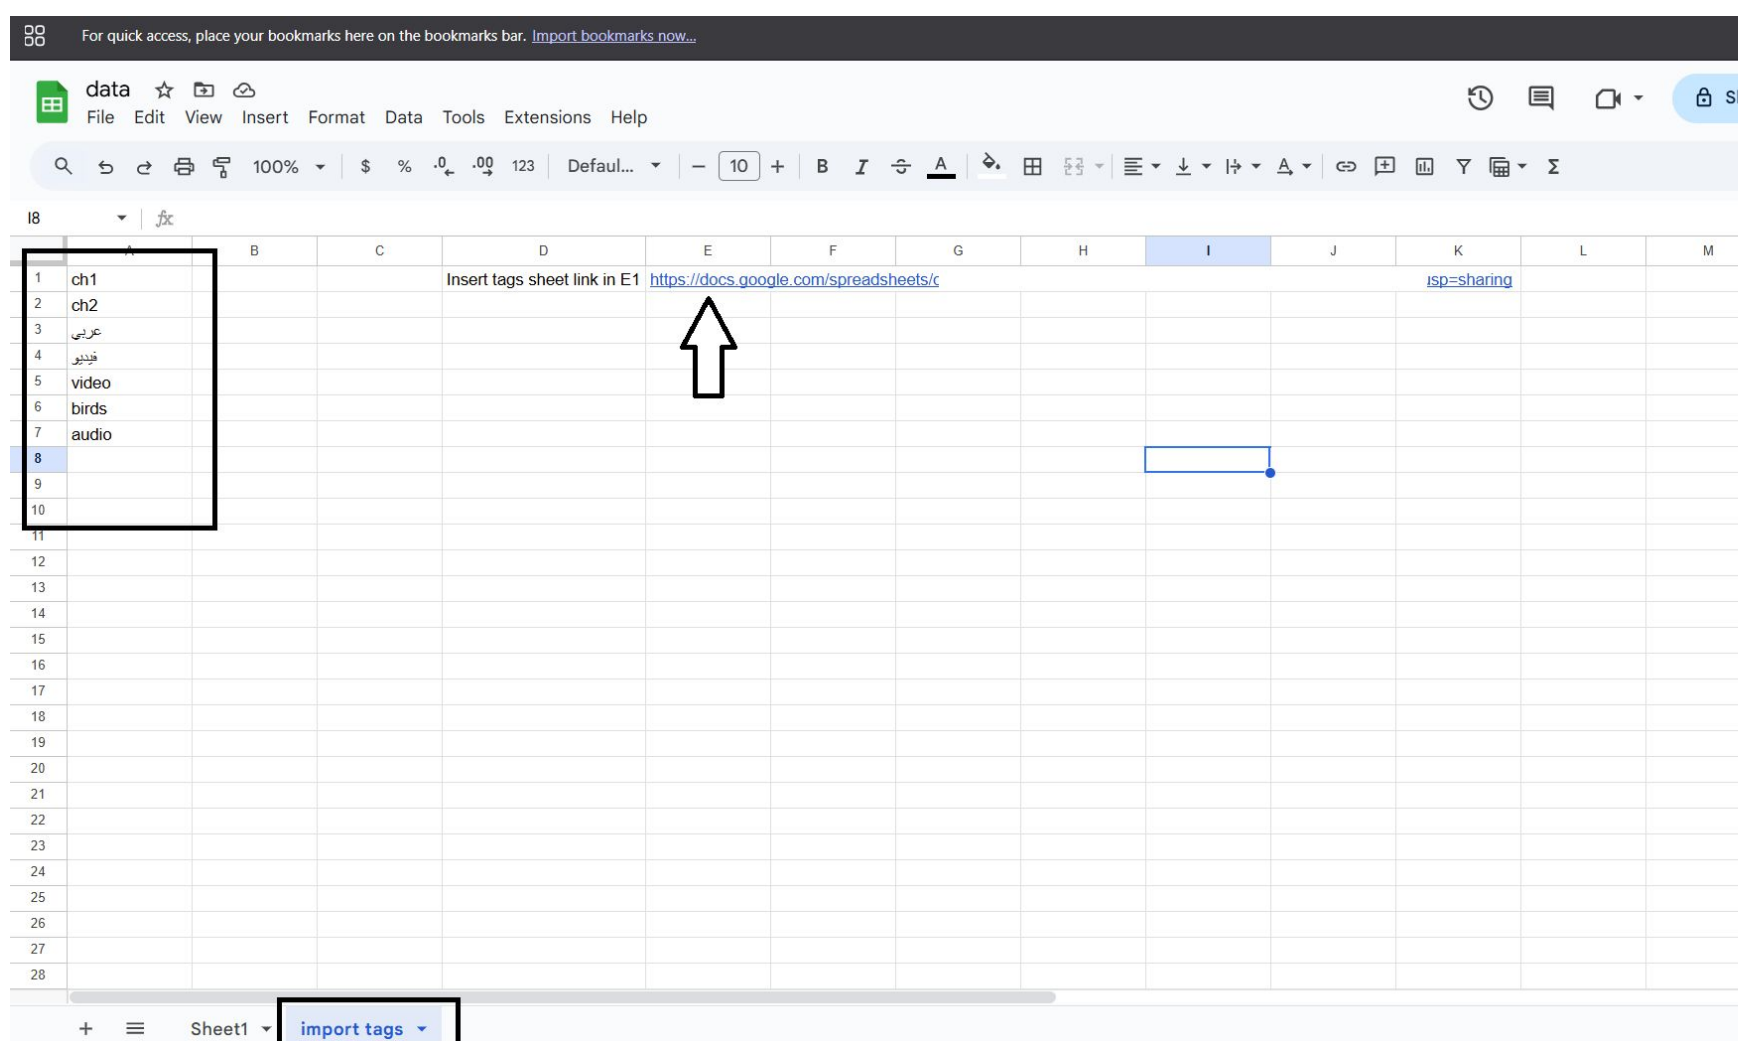 For quick access, place your bookmarks here on the bookmarks bar. Import bookmarks now...
data
File Edit View Insert Format Data Tools Extensions Help
100% $ % .0 .00 123 Defaul... 10 B I A
I8 fx
A B C D E F G H I J K L M
1 ch1 Insert tags sheet link in E1 https://docs.google.com/spreadsheets/ usp=sharing
2 ch2
3 عربي
4 فيديو
5 video
6 birds
7 audio
8
9
10
11
12
13
14
15
16
17
18
19
20
21
22
23
24
25
26
27
28
Sheet1 import tags